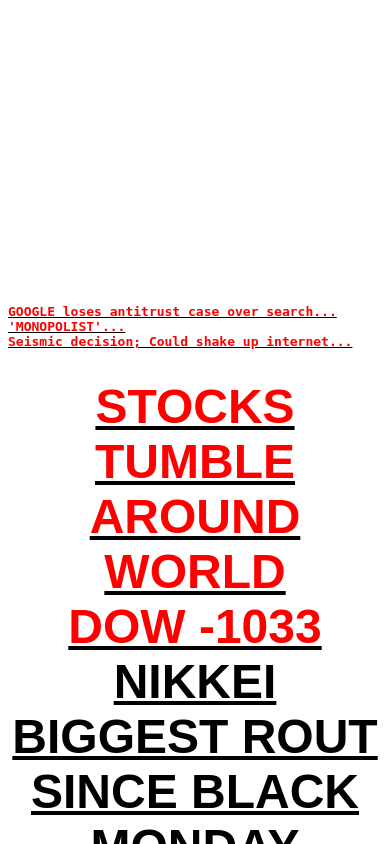 GOOGLE loses antitrust case over search...
'MONOPOLIST'...
Seismic decision; Could shake up internet...
STOCKS
TUMBLE
AROUND
WORLD
DOW -1033
NIKKEI
BIGGEST ROUT
SINCE BLACK
MONDAY